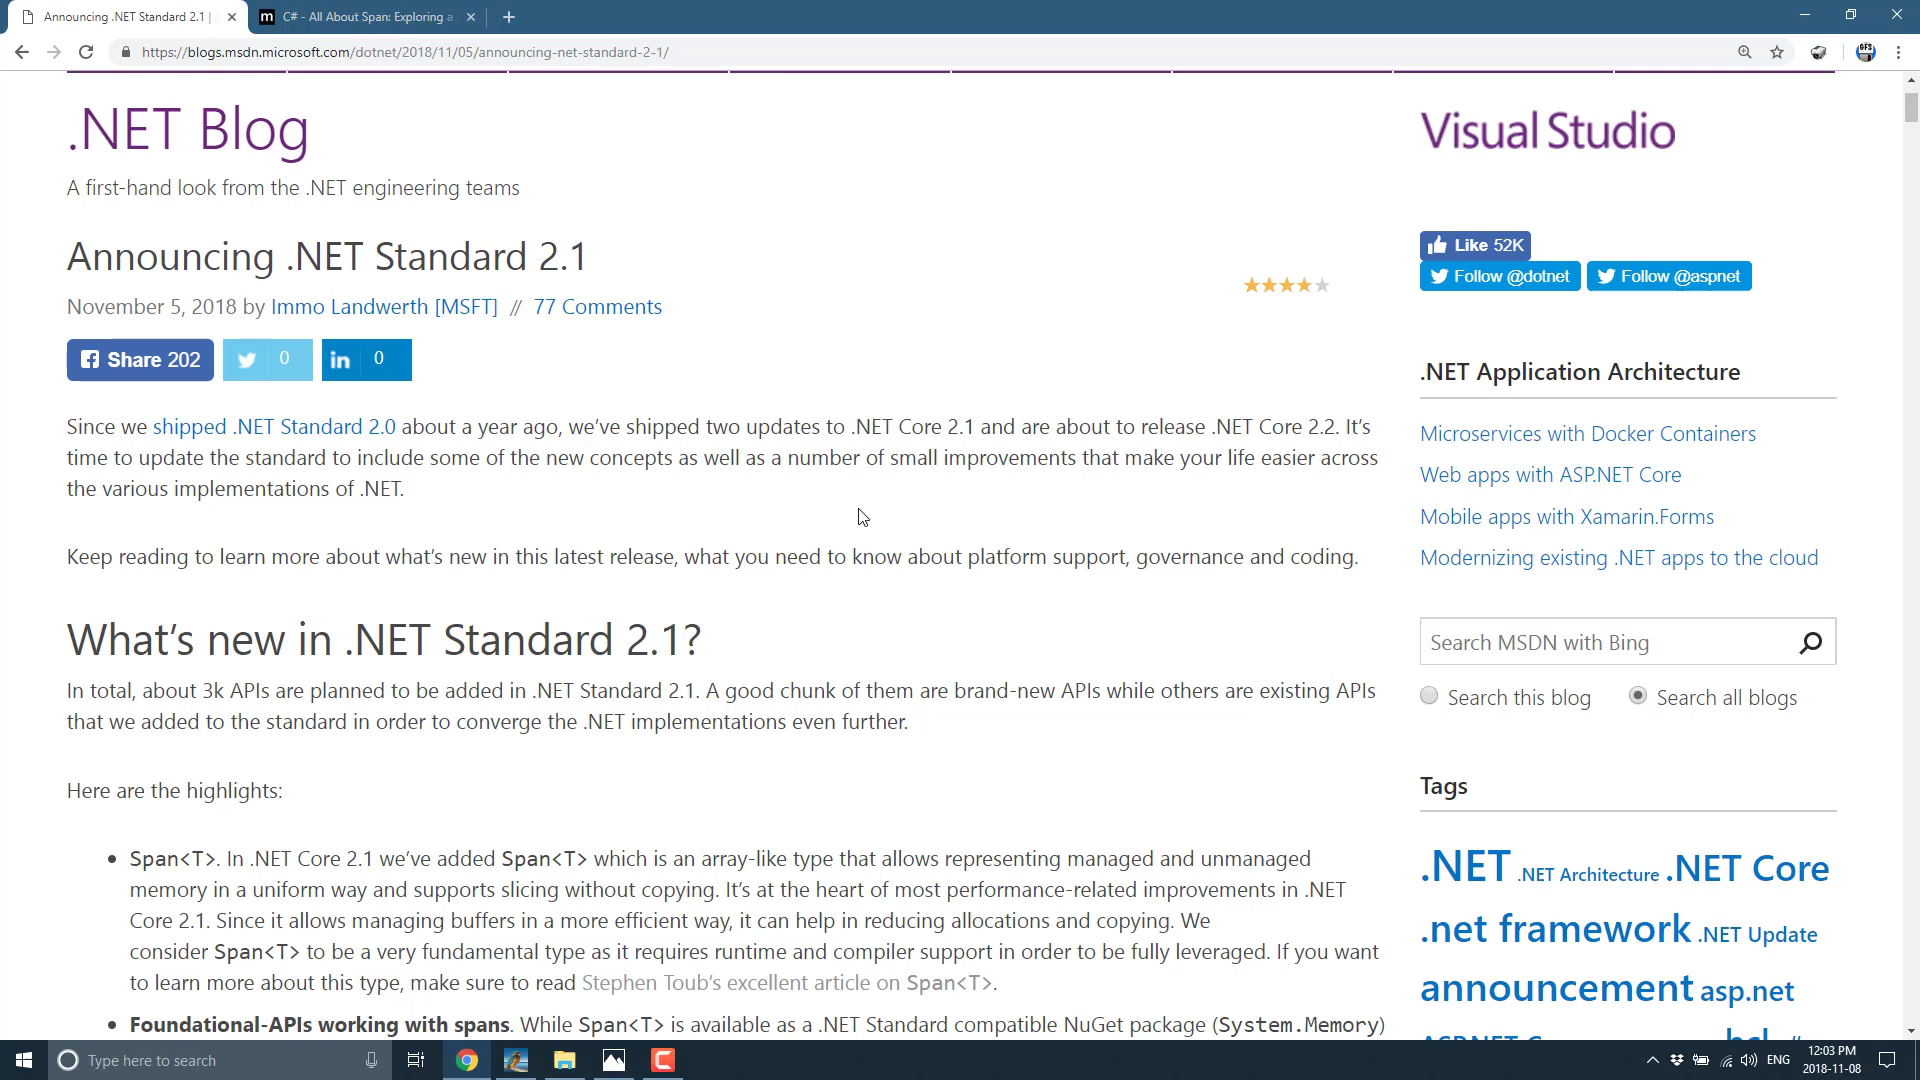 Announcing .NET Standard 2.1 |
C# - All About Span: Exploring a
https://blogs.msdn.microsoft.com/dotnet/2018/11/05/announcing-net-standard-2-1/
.NET Blog
A first-hand look from the .NET engineering teams
Announcing .NET Standard 2.1
November 5, 2018 by Immo Landwerth [MSFT] // 77 Comments
Share 202
0
in 0
Since we shipped .NET Standard 2.0 about a year ago, we've shipped two updates to .NET Core 2.1 and are about to release .NET Core 2.2. It's
time to update the standard to include some of the new concepts as well as a number of small improvements that make your life easier across
the various implementations of .NET.
Keep reading to learn more about what's new in this latest release, what you need to know about platform support, governance and coding.
What's new in .NET Standard 2.1?
In total, about 3k APIs are planned to be added in .NET Standard 2.1. A good chunk of them are brand-new APIs while others are existing APIs
that we added to the standard in order to converge the .NET implementations even further.
Here are the highlights:
• Span<T>. In .NET Core 2.1 we've added Span<T> which is an array-like type that allows representing managed and unmanaged
memory in a uniform way and supports slicing without copying. It's at the heart of most performance-related improvements in .NET
Core 2.1. Since it allows managing buffers in a more efficient way, it can help in reducing allocations and copying. We
consider Span<T> to be a very fundamental type as it requires runtime and compiler support in order to be fully leveraged. If you want
to learn more about this type, make sure to read Stephen Toub's excellent article on Span<T>.
• Foundational-APIs working with spans. While Span<T> is available as a .NET Standard compatible NuGet package (System.Memory)
Visual Studio
Like 52K
Follow @dotnet Follow @aspnet
.NET Application Architecture
Microservices with Docker Containers
Web apps with ASP.NET Core
Mobile apps with Xamarin.Forms
Modernizing existing .NET apps to the cloud
Search MSDN with Bing
Search this blog Search all blogs
Tags
.NET .NET Architecture .NET Core
.net framework .NET Update
announcement asp.net
Type here to search
ENG
12:03 PM
2018-11-08